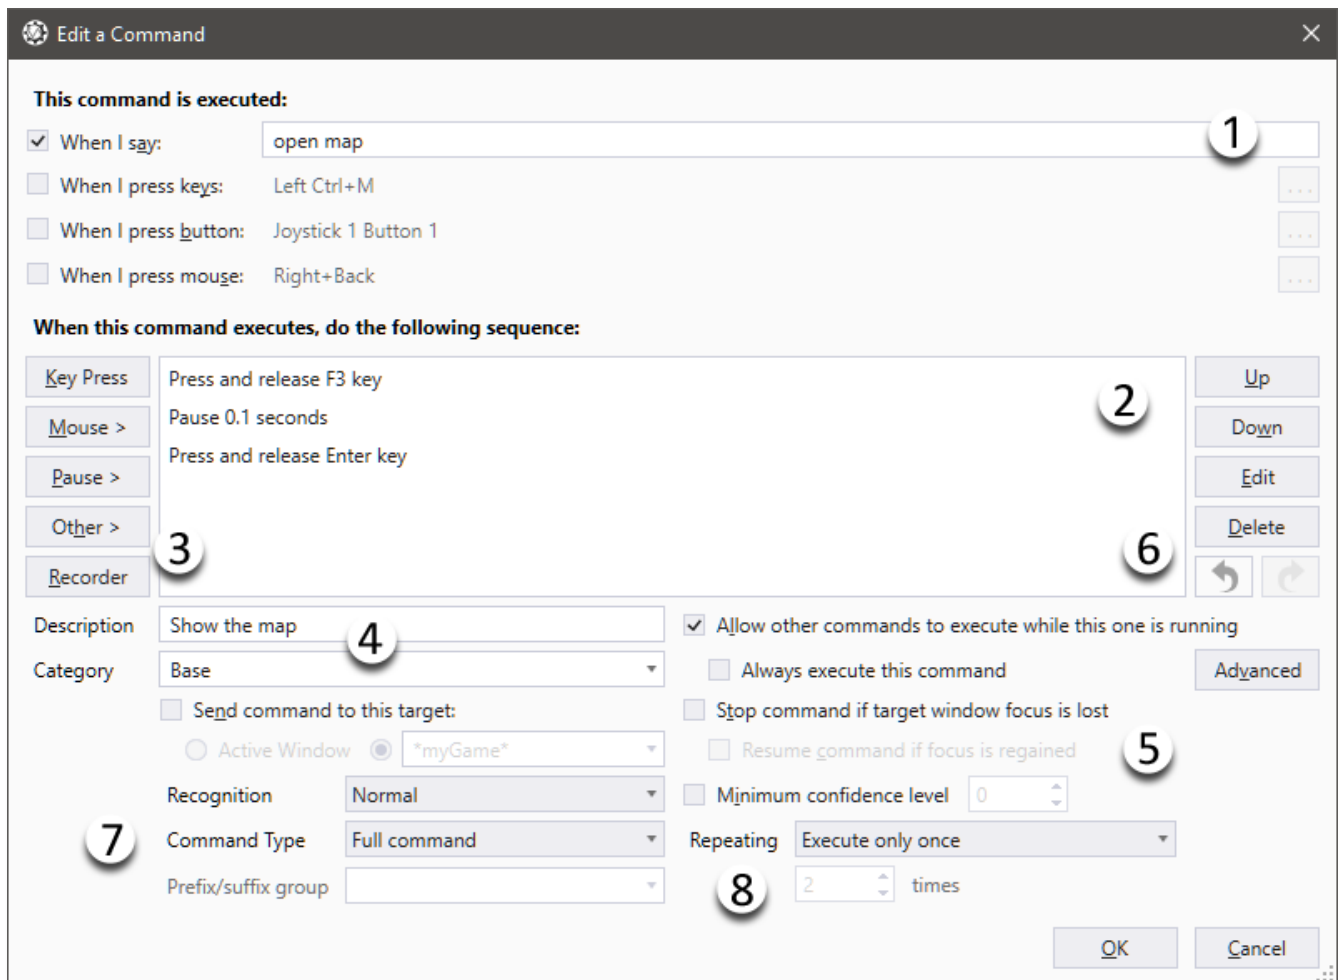 Edit a Command
This command is executed:
When I say: open map 1
When I press keys: Left Ctrl+M ...
When I press button: Joystick 1 Button 1 ...
When I press mouse: Right+Back ...
When this command executes, do the following sequence:
Key Press Press and release F3 key 2 Up
Mouse > Pause 0.1 seconds Down
Pause > Press and release Enter key Edit
Other > 3 6 Delete
Recorder
Description Show the map 4 Allow other commands to execute while this one is running
Category Base Always execute this command Advanced
Send command to this target: Stop command if target window focus is lost
Active Window *myGame* Resume command if focus is regained 5
Recognition Normal Minimum confidence level 0
7 Command Type Full command Repeating Execute only once
Prefix/suffix group 8 2 times
OK Cancel